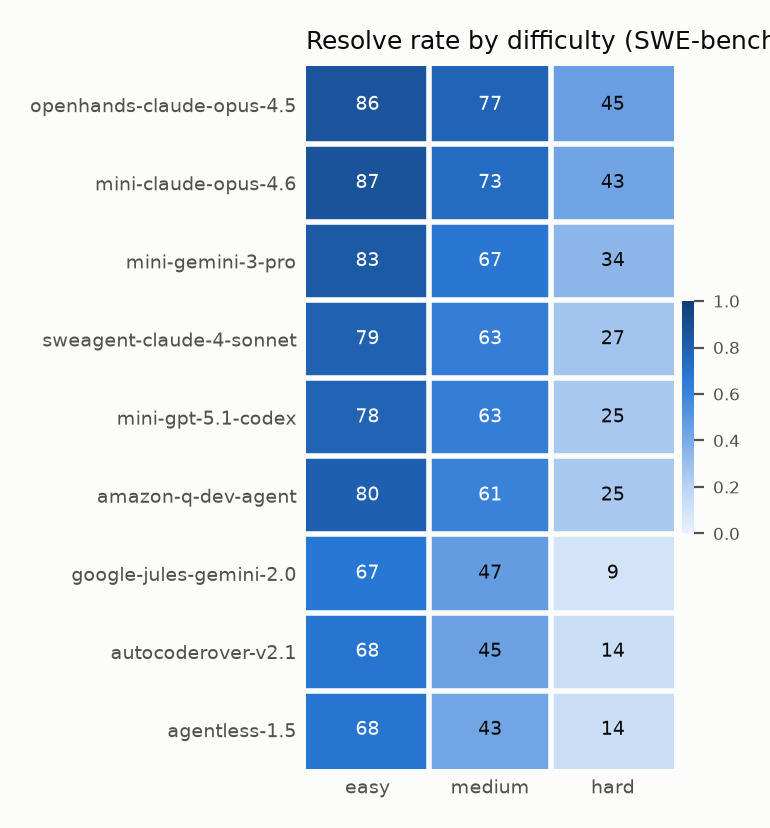 Resolve rate by difficulty (SWE-bench
openhands-claude-opus-4.5 86 77 45
mini-claude-opus-4.6 87 73 43
mini-gemini-3-pro 83 67 34
sweagent-claude-4-sonnet 79 63 27
mini-gpt-5.1-codex 78 63 25
amazon-q-dev-agent 80 61 25
google-jules-gemini-2.0 67 47 9
autocoderover-v2.1 68 45 14
agentless-1.5 68 43 14
easy medium hard
1.0
0.8
0.6
0.4
0.2
0.0